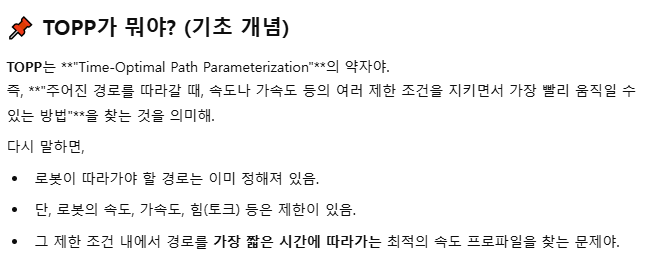 📌 TOPP가 뭐야? (기초 개념)
TOPP는 **"Time-Optimal Path Parameterization"**의 약자야.
즉, **"주어진 경로를 따라갈 때, 속도나 가속도 등의 여러 제한 조건을 지키면서 가장 빨리 움직일 수
있는 방법"**을 찾는 것을 의미해.
다시 말하면,
• 로봇이 따라가야 할 경로는 이미 정해져 있음.
• 단, 로봇의 속도, 가속도, 힘(토크) 등은 제한이 있음.
• 그 제한 조건 내에서 경로를 가장 짧은 시간에 따라가는 최적의 속도 프로파일을 찾는 문제야.